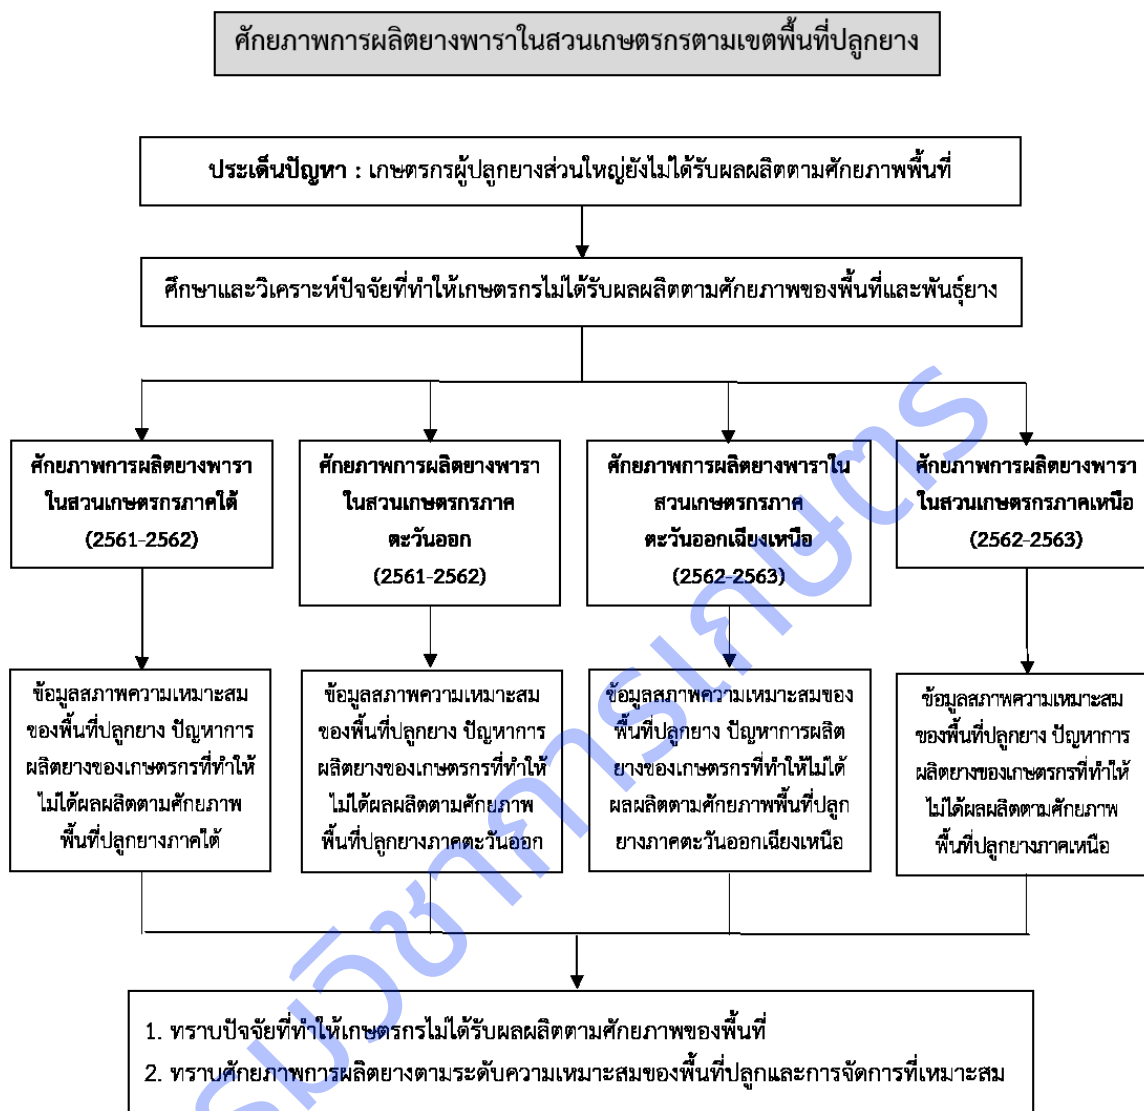 ศักยภาพการผลิตยางพาราในสวนเกษตรกรตามเขตพื้นที่ปลูกยาง
ประเด็นปัญหา : เกษตรกรผู้ปลูกยางส่วนใหญ่ยังไม่ได้รับผลผลิตตามศักยภาพพื้นที่
ศึกษาและวิเคราะห์ปัจจัยที่ทำให้เกษตรกรไม่ได้รับผลผลิตตามศักยภาพของพื้นที่และพันธุ์ยาง
ศักยภาพการผลิตยางพารา
ในสวนเกษตรกรภาคใต้
(2561-2562)
ศักยภาพการผลิตยางพารา
ในสวนเกษตรกรภาค
ตะวันออก
(2561-2562)
ศักยภาพการผลิตยางพาราใน
สวนเกษตรกรภาค
ตะวันออกเฉียงเหนือ
(2562-2563)
ศักยภาพการผลิตยางพารา
ในสวนเกษตรกรภาคเหนือ
(2562-2563)
ข้อมูลสภาพความเหมาะสม
ของพื้นที่ปลูกยาง ปัญหาการ
ผลิตยางของเกษตรกรที่ทำให้
ไม่ได้ผลผลิตตามศักยภาพ
พื้นที่ปลูกยางภาคใต้
ข้อมูลสภาพความเหมาะสม
ของพื้นที่ปลูกยาง ปัญหาการ
ผลิตยางของเกษตรกรที่ทำให้
ไม่ได้ผลผลิตตามศักยภาพ
พื้นที่ปลูกยางภาคตะวันออก
ข้อมูลสภาพความเหมาะสมของ
พื้นที่ปลูกยาง ปัญหาการผลิต
ยางของเกษตรกรที่ทำให้ไม่ได้
ผลผลิตตามศักยภาพพื้นที่ปลูก
ยางภาคตะวันออกเฉียงเหนือ
ข้อมูลสภาพความเหมาะสม
ของพื้นที่ปลูกยาง ปัญหาการ
ผลิตยางของเกษตรกรที่ทำให้
ไม่ได้ผลผลิตตามศักยภาพ
พื้นที่ปลูกยางภาคเหนือ
1. ทราบปัจจัยที่ทำให้เกษตรกรไม่ได้รับผลผลิตตามศักยภาพของพื้นที่
2. ทราบศักยภาพการผลิตยางตามระดับความเหมาะสมของพื้นที่ปลูกและการจัดการที่เหมาะสม
กรมวิชาการเกษตร